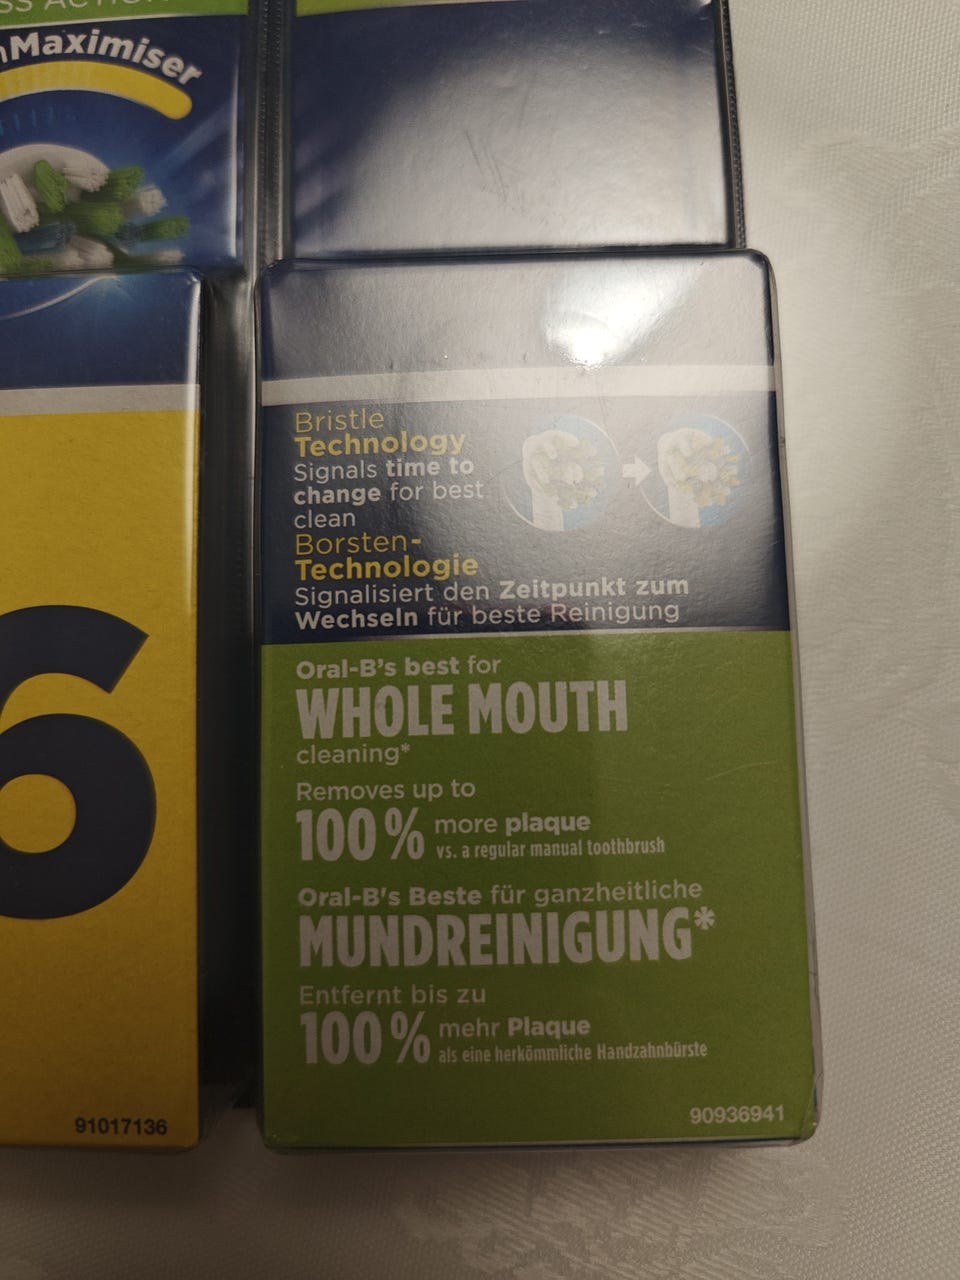 SS ACTION
nMaximiser
6
91017136
Bristle
Technology
Signals time to
change for best
clean
Borsten-
Technologie
Signalisiert den Zeitpunkt zum
Wechseln für beste Reinigung
Oral-B's best for
WHOLE MOUTH
cleaning*
Removes up to
100% more plaque
vs. a regular manual toothbrush
Oral-B's Beste für ganzheitliche
MUNDREINIGUNG*
Entfernt bis zu
100% mehr Plaque
als eine herkömmliche Handzahnbürste
90936941